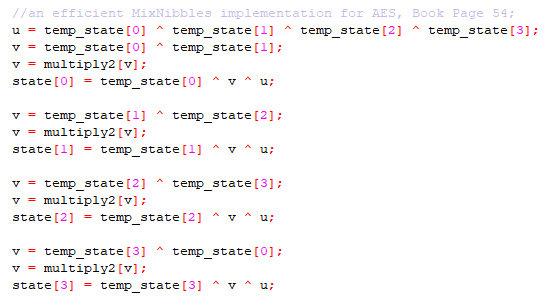 //an efficient MixNibbles implementation for AES, Book Page 54;
u = temp_state[0] ^ temp_state[1] ^ temp_state[2] ^ temp_state[3];
v = temp_state[0] ^ temp_state[1];
v = multiply2[v];
state[0] = temp_state[0] ^ v ^ u;

v = temp_state[1] ^ temp_state[2];
v = multiply2[v];
state[1] = temp_state[1] ^ v ^ u;

v = temp_state[2] ^ temp_state[3];
v = multiply2[v];
state[2] = temp_state[2] ^ v ^ u;

v = temp_state[3] ^ temp_state[0];
v = multiply2[v];
state[3] = temp_state[3] ^ v ^ u;